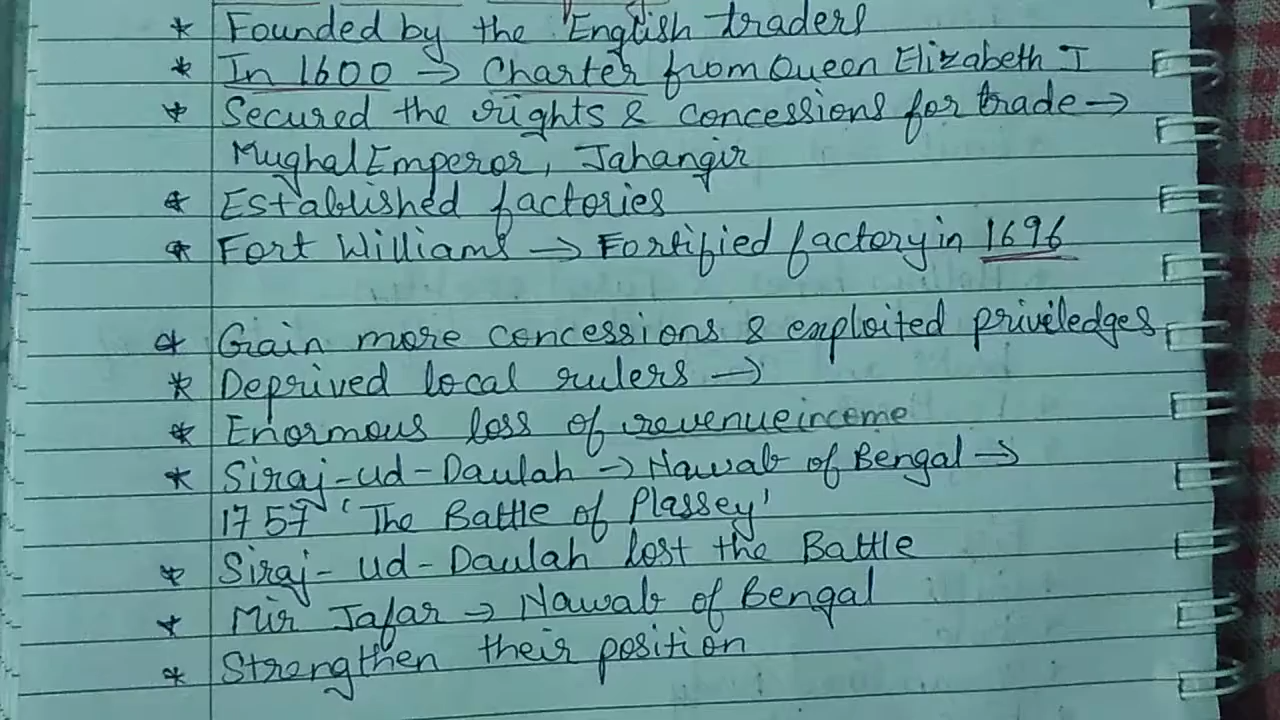 * Founded by the English traders
* In 1600 → Charter from Queen Elizabeth I
* Secured the rights & concessions for trade →
Mughal Emperor, Jahangir
* Established factories
* Fort Williams → Fortified factory in 1696
* Gain more concessions & exploited priviledges
* Deprived local rulers →
* Enormous loss of revenue income
* Siraj-ud-Daulah → Nawab of Bengal →
1757 'The Battle of Plassey'
* Siraj-ud-Daulah lost the Battle
* Mir Jafar → Nawab of Bengal
* Strengthen their position